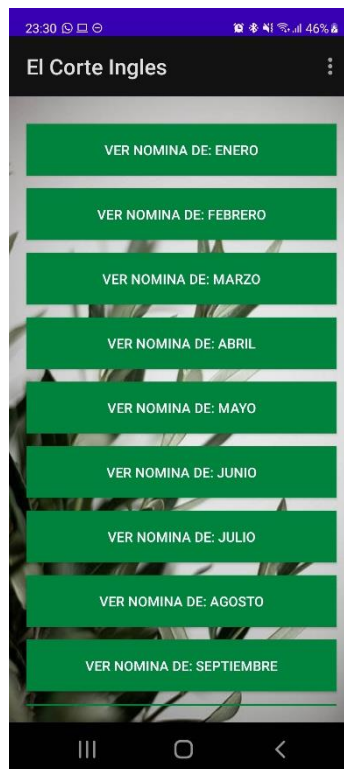 23:30 46%
El Corte Ingles
VER NOMINA DE: ENERO
VER NOMINA DE: FEBRERO
VER NOMINA DE: MARZO
VER NOMINA DE: ABRIL
VER NOMINA DE: MAYO
VER NOMINA DE: JUNIO
VER NOMINA DE: JULIO
VER NOMINA DE: AGOSTO
VER NOMINA DE: SEPTIEMBRE